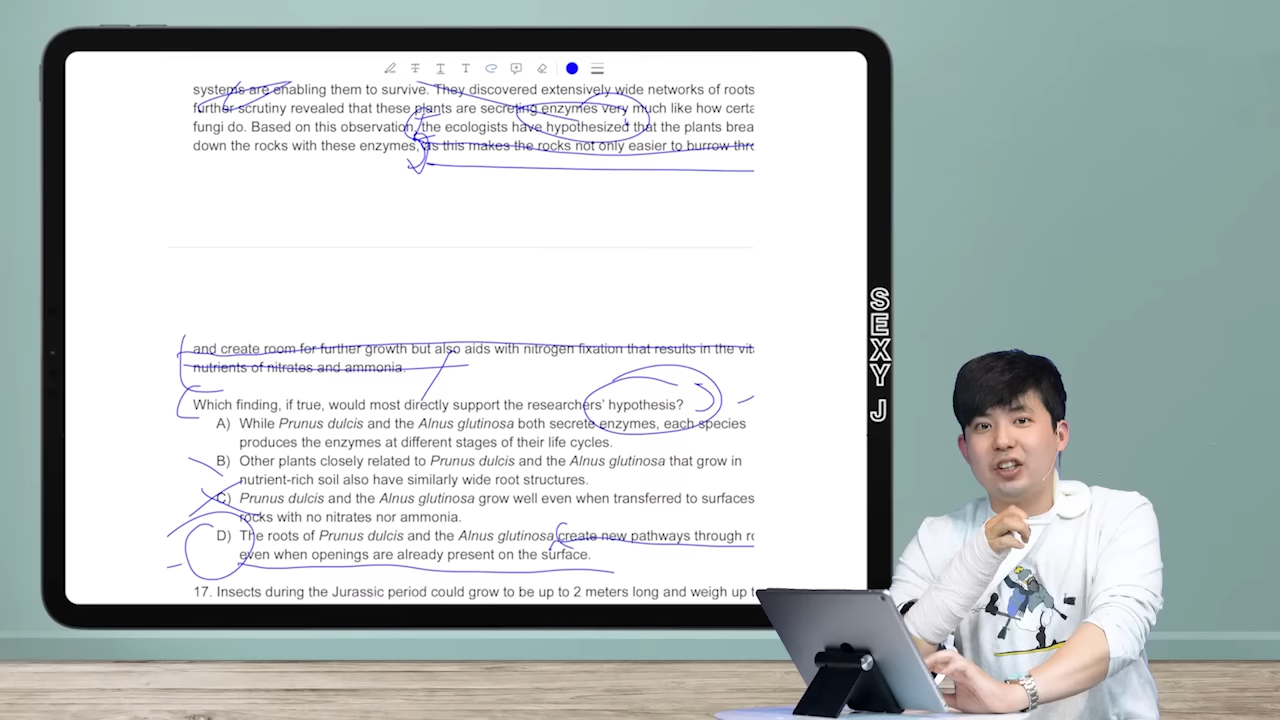 systems are enabling them to survive. They discovered extensively wide networks of roots
further scrutiny revealed that these plants are secreting enzymes very much like how certa
fungi do. Based on this observation, the ecologists have hypothesized that the plants brea
down the rocks with these enzymes, as this makes the rocks not only easier to burrow thro
and create room for further growth but also aids with nitrogen fixation that results in the vit
nutrients of nitrates and ammonia.
Which finding, if true, would most directly support the researchers' hypothesis?
A) While Prunus dulcis and the Alnus glutinosa both secrete enzymes, each species
produces the enzymes at different stages of their life cycles.
B) Other plants closely related to Prunus dulcis and the Alnus glutinosa that grow in
nutrient-rich soil also have similarly wide root structures.
C) Prunus dulcis and the Alnus glutinosa grow well even when transferred to surfaces
rocks with no nitrates nor ammonia.
D) The roots of Prunus dulcis and the Alnus glutinosa create new pathways through ro
even when openings are already present on the surface.
17. Insects during the Jurassic period could grow to be up to 2 meters long and weigh up t
SEXY J